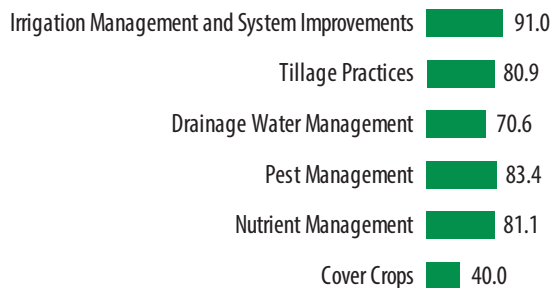 Irrigation Management and System Improvements 91.0
Tillage Practices 80.9
Drainage Water Management 70.6
Pest Management 83.4
Nutrient Management 81.1
Cover Crops 40.0